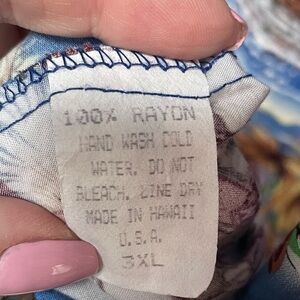 100% RAYON
HAND WASH COLD
WATER. DO NOT
BLEACH. LINE DRY
MADE IN HAWAII
U.S.A.
3XL